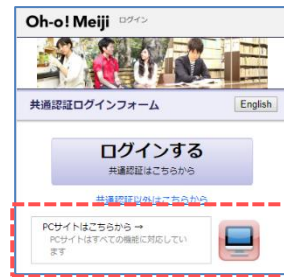 Oh-o! Meiji ログイン
共通認証ログインフォーム
English
ログインする
共通認証はこちらから
共通認証以外はこちらから
PCサイトはこちらから →
PCサイトはすべての機能に対応してい
ます